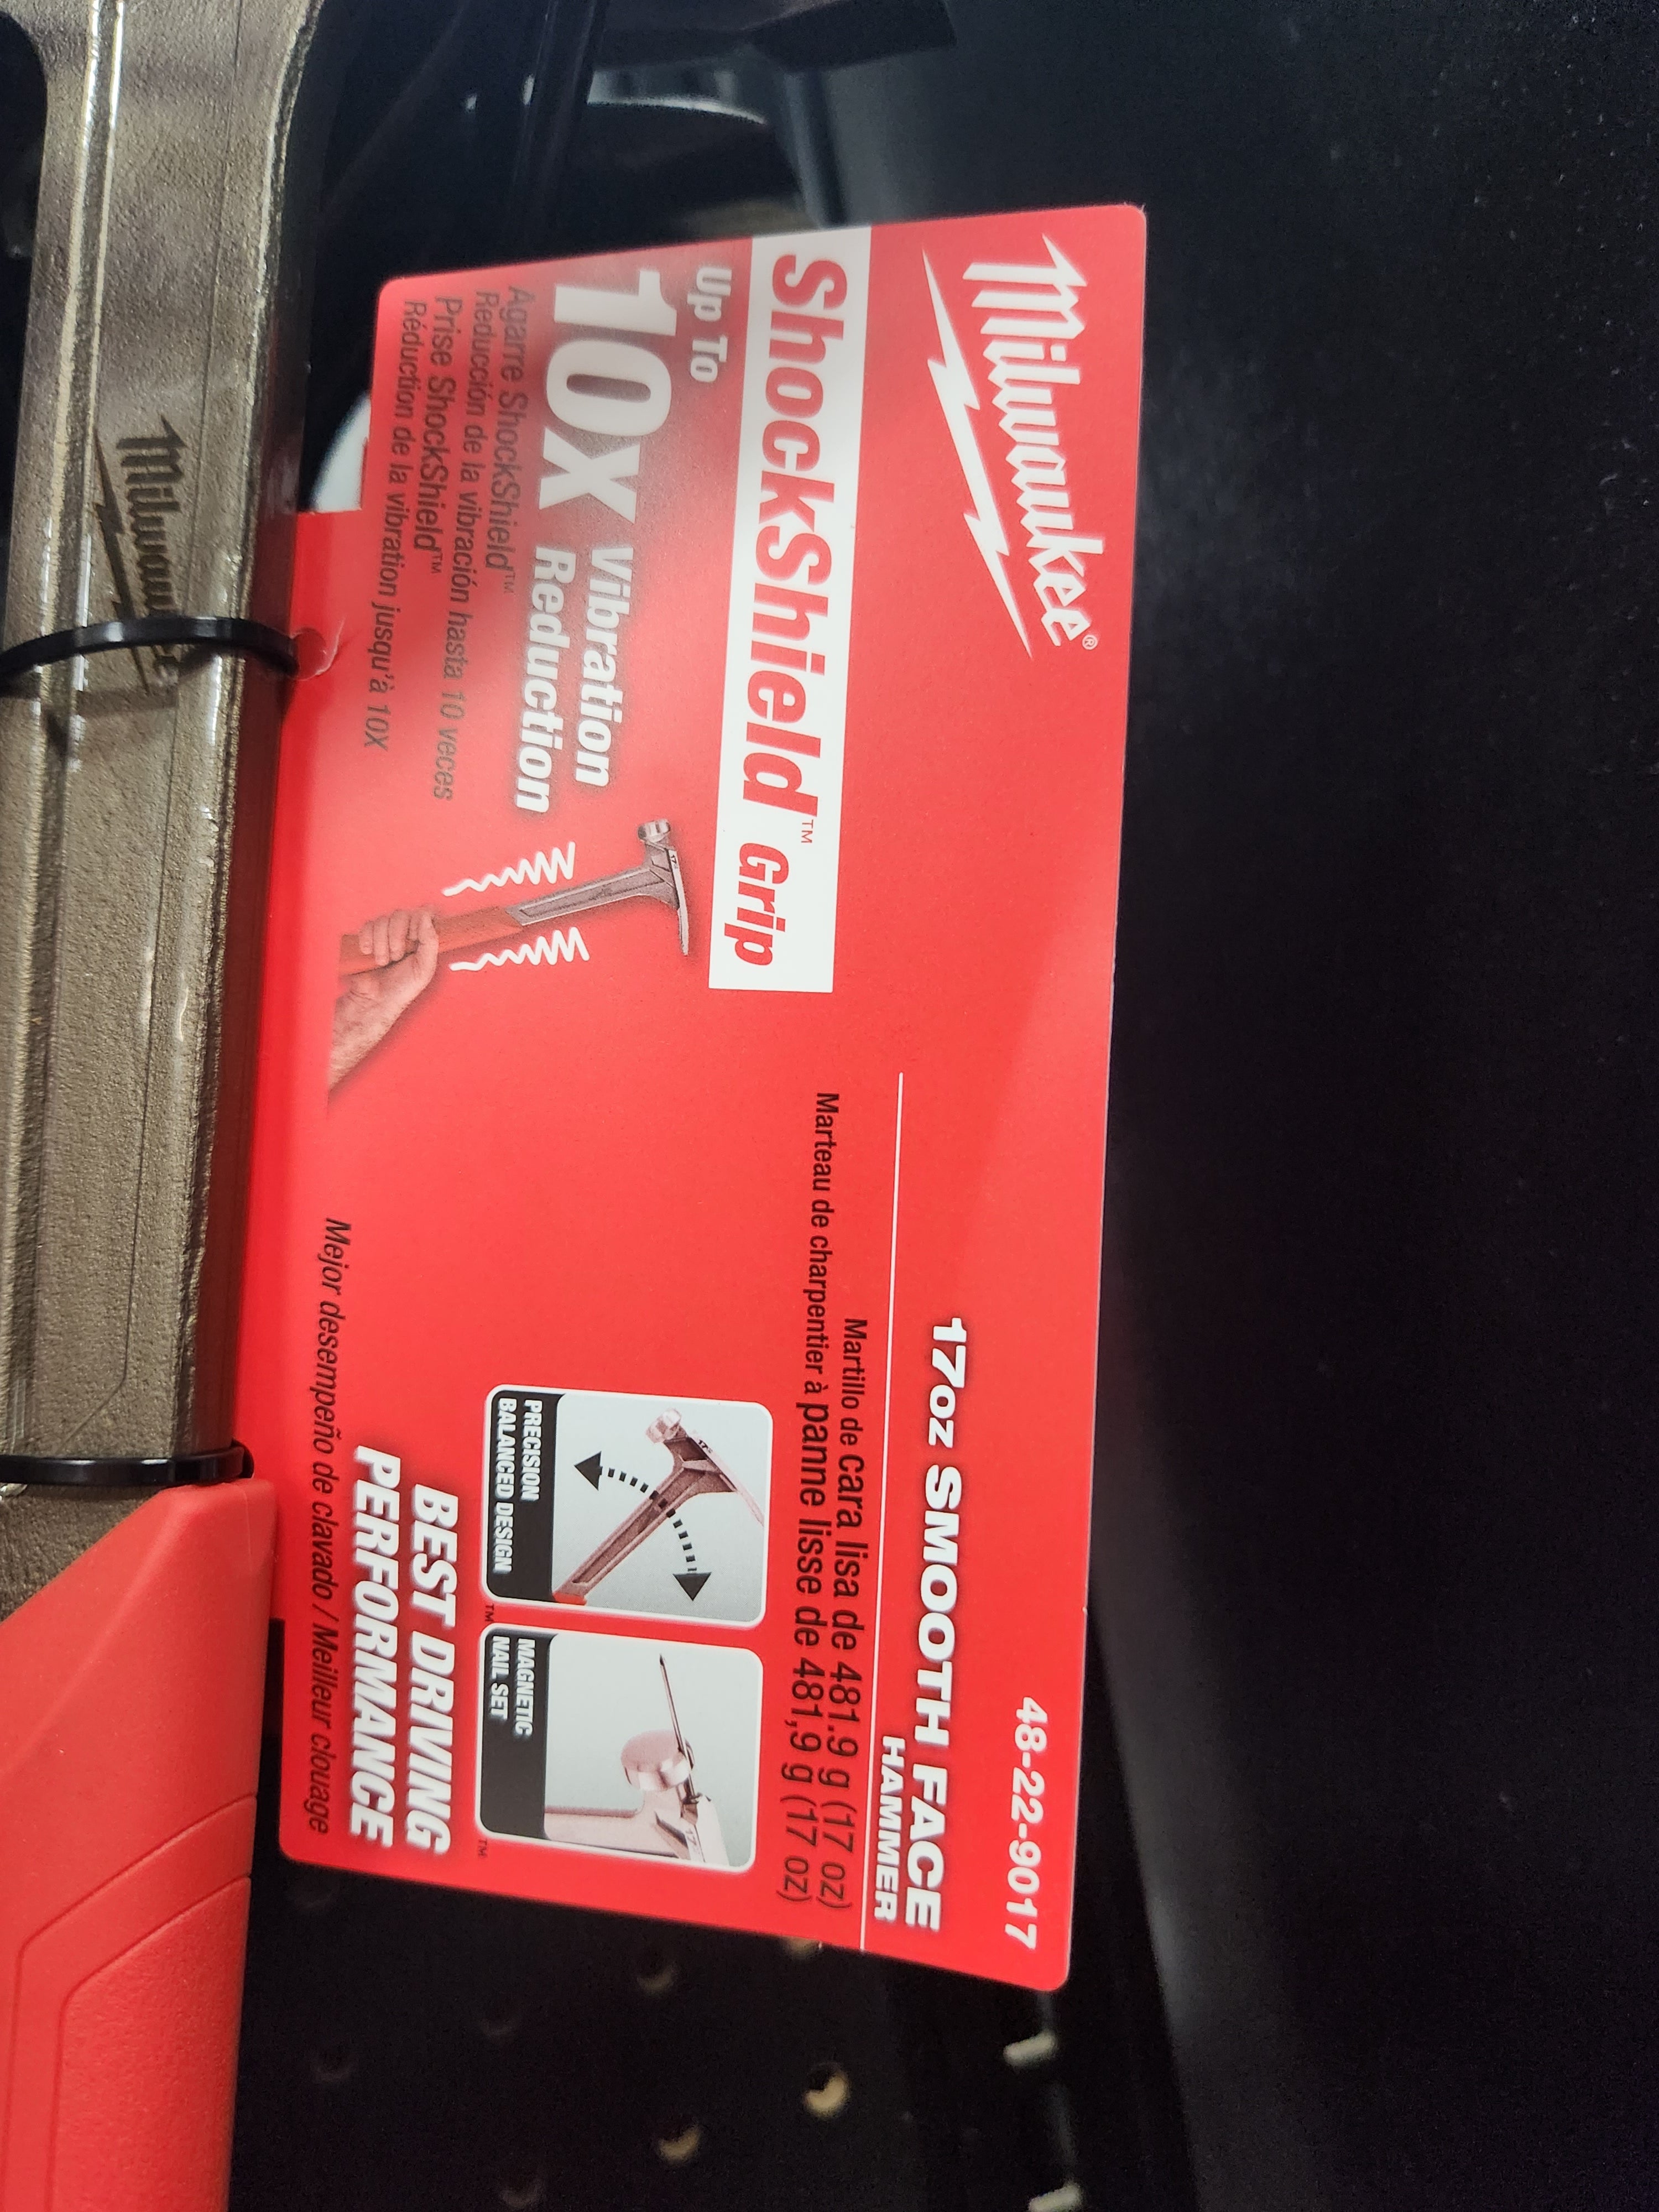 Milwaukee®
48-22-9017
17oz SMOOTH FACE
HAMMER
Martillo de cara lisa de 481.9 g (17 oz)
Marteau de charpentier à panne lisse de 481,9 g (17 oz)
ShockShield™ Grip
Up To
10X Vibration
Reduction
Agarre ShockShield™
Reducción de la vibración hasta 10 veces
Prise ShockShield™
Réduction de la vibration jusqu'à 10X
PRECISION
BALANCED DESIGN™
MAGNETIC
NAIL SET™
BEST DRIVING
PERFORMANCE
Mejor desempeño de clavado / Meilleur clouage
Milwaukee